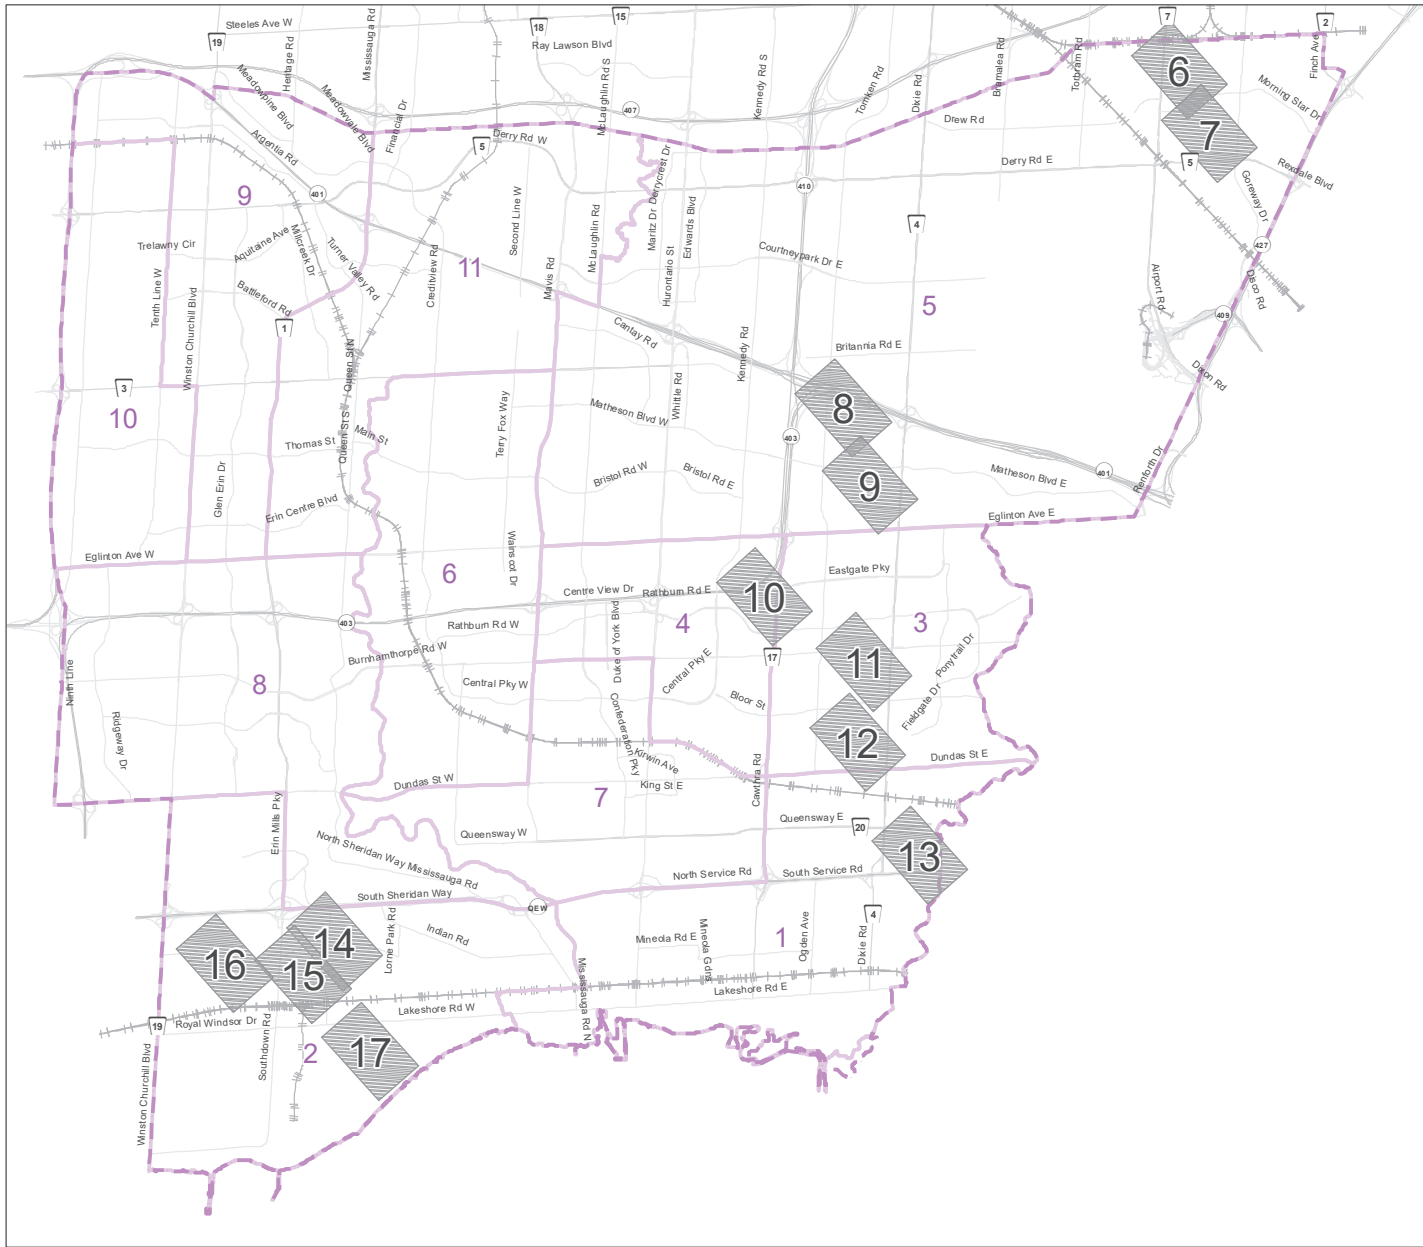 Steeles Ave W
19
Heritage Rd
Mississauga Rd
18
15
Ray Lawson Blvd
7
2
Finch Ave
Meadowpine Blvd
Meadowvale Blvd
Financial Dr
McLaughlin Rd S
407
Kennedy Rd S
Tomken Rd
Dixie Rd
Bramalea Rd
Torbram Rd
6
Morning Star Dr
Drew Rd
7
Argentia Rd
5
Derry Rd W
Derrycrest Dr
Derry Rd E
5
Rexdale Blvd
9
401
410
Goreway Dr
Second Line W
McLaughlin Rd
Maritz Dr
Edwards Blvd
4
427
Trelawny Cir
Aquitaine Ave
Millcreek Dr
Turner Valley Rd
Creditview Rd
11
Mavis Rd
Hurontario St
Courtneypark Dr E
Airport Rd
Disco Rd
Tenth Line W
Winston Churchill Blvd
Battleford Rd
1
5
409
Cantay Rd
Queen St N
Kennedy Rd
Britannia Rd E
3
Whittle Rd
Dixon Rd
10
Terry Fox Way
Matheson Blvd W
8
403
Thomas St
Queen St S
Main St
Glen Erin Dr
Bristol Rd W
Bristol Rd E
9
Matheson Blvd E
401
Renforth Dr
Erin Centre Blvd
Eglinton Ave E
Eglinton Ave W
Wainscot Dr
6
Centre View Dr
Rathburn Rd E
10
Eastgate Pky
403
Rathburn Rd W
Duke of York Blvd
4
3
Burnhamthorpe Rd W
17
11
Ponytrail Dr
Ninth Line
8
Central Pky W
Central Pky E
Bloor St
Fieldgate Dr
Ridgeway Dr
Confederation Pky
Kirwin Ave
12
Dundas St E
Dundas St W
7
King St E
Cawthra Rd
Erin Mills Pky
Queensway W
Queensway E
20
North Sheridan Way
Mississauga Rd
13
North Service Rd
South Service Rd
South Sheridan Way
QEW
4
14
Lorne Park Rd
Indian Rd
Mineola Rd E
Mineola Gdns
1
Ogden Ave
Dixie Rd
16
15
Mississauga Rd N
Lakeshore Rd E
Lakeshore Rd W
19
Royal Windsor Dr
Southdown Rd
2
17
Winston Churchill Blvd